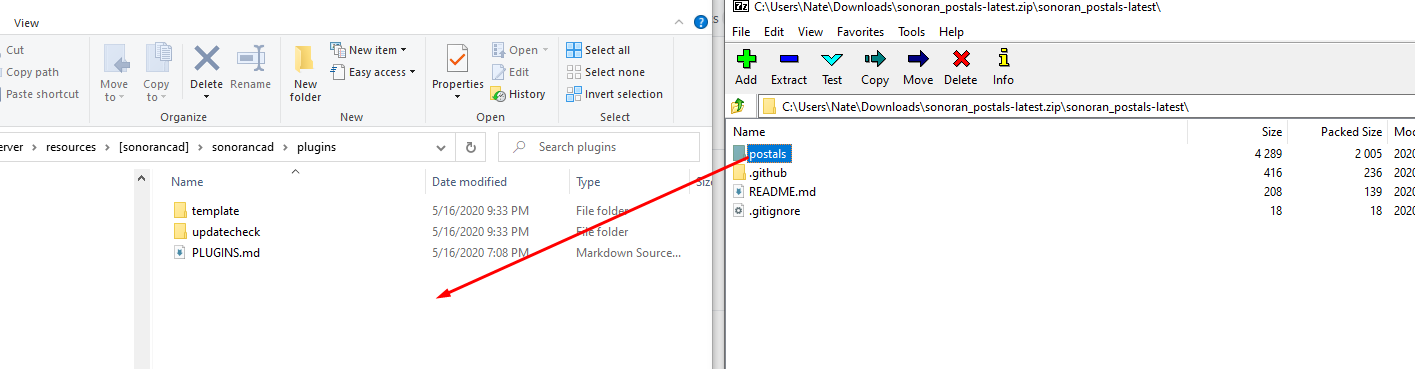 View
Cut
Copy path
Paste shortcut
Move to
Copy to
Delete
Rename
New folder
New item
Easy access
Properties
Open
Edit
History
Select all
Select none
Invert selection
Organize
New
Open
Select
erver > resources > [sonorancad] > sonorancad > plugins
Search plugins
Name Date modified Type Size
template 5/16/2020 9:33 PM File folder
updatecheck 5/16/2020 9:33 PM File folder
PLUGINS.md 5/16/2020 7:08 PM Markdown Source...
7z C:\Users\Nate\Downloads\sonoran_postals-latest.zip\sonoran_postals-latest\
File Edit View Favorites Tools Help
Add Extract Test Copy Move Delete Info
C:\Users\Nate\Downloads\sonoran_postals-latest.zip\sonoran_postals-latest\
Name Size Packed Size Mod
postals 4 289 2 005 2020
.github 416 236 2020
README.md 208 139 2020
.gitignore 18 18 2020